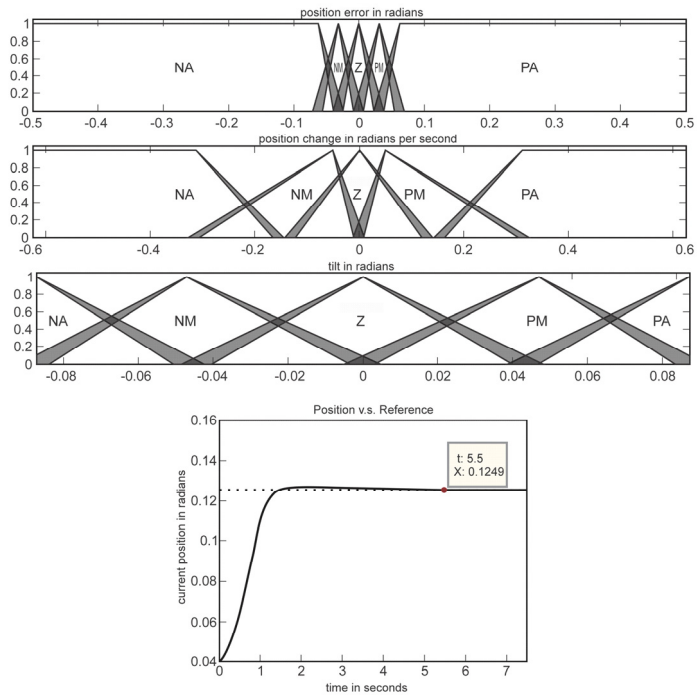 position error in radians
1
0.8
0.6
0.4
0.2
0
NA
NM
Z
PM
PA
-0.5 -0.4 -0.3 -0.2 -0.1 0 0.1 0.2 0.3 0.4 0.5
position change in radians per second
1
0.8
0.6
0.4
0.2
0
NA NM Z PM PA
-0.6 -0.4 -0.2 0 0.2 0.4 0.6
tilt in radians
1
0.8
0.6
0.4
0.2
0
NA NM Z PM PA
-0.08 -0.06 -0.04 -0.02 0 0.02 0.04 0.06 0.08
Position v.s. Reference
current position in radians
0.16
0.14
0.12
0.1
0.08
0.06
0.04
t: 5.5
X: 0.1249
0 1 2 3 4 5 6 7
time in seconds